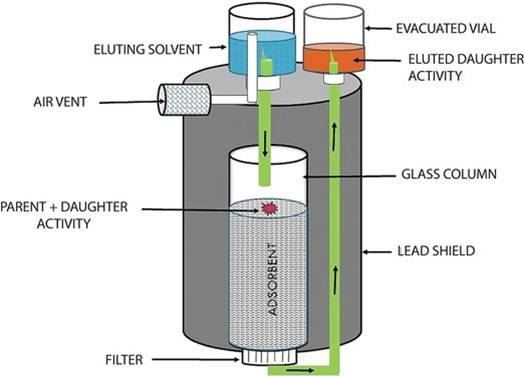 EVACUATED VIAL
ELUTING SOLVENT
ELUTED DAUGHTER
ACTIVITY
AIR VENT
GLASS COLUMN
PARENT + DAUGHTER
ACTIVITY
ADSORBENT
LEAD SHIELD
FILTER